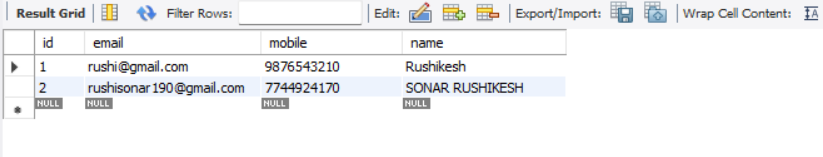 Result Grid Filter Rows: Edit: Export/Import: Wrap Cell Content: IA
id email mobile name
1 rushi@gmail.com 9876543210 Rushikesh
2 rushisonar190@gmail.com 7744924170 SONAR RUSHIKESH
NULL NULL NULL NULL